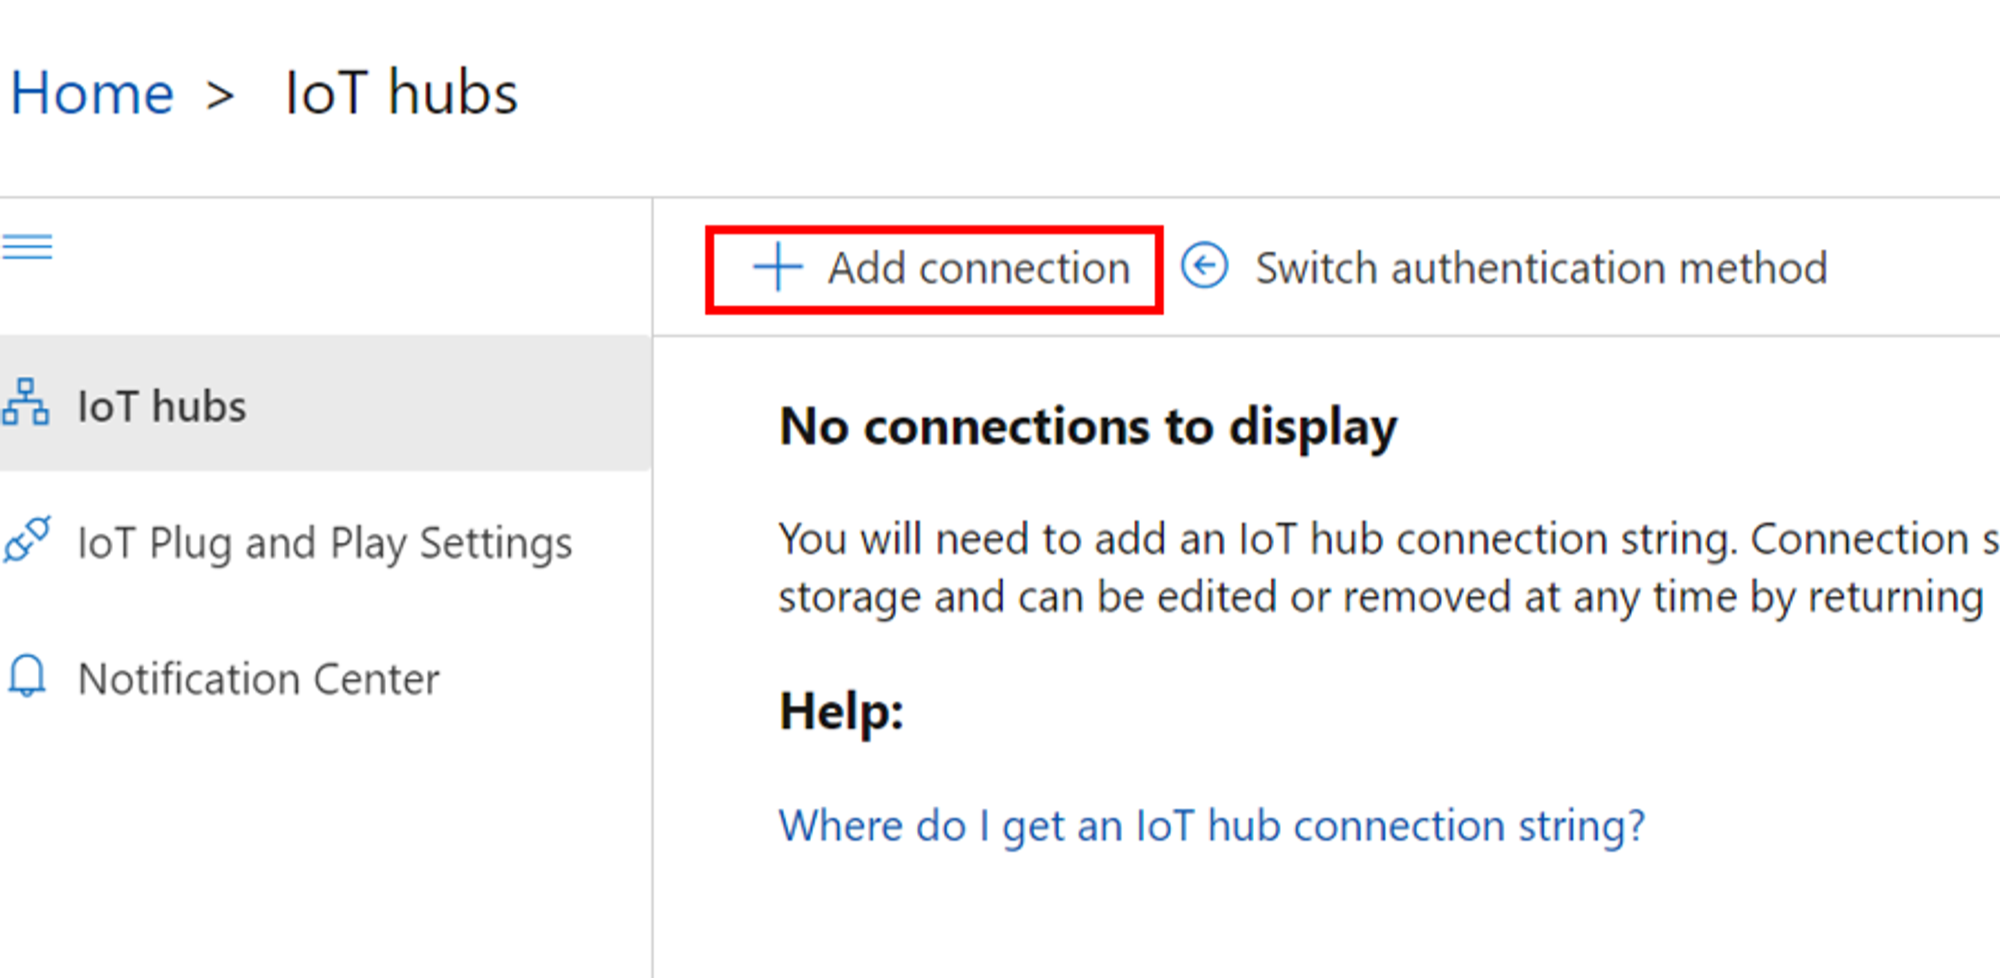 Home > IoT hubs
Add connection
Switch authentication method
IoT hubs
IoT Plug and Play Settings
Notification Center
No connections to display
You will need to add an IoT hub connection string. Connection s
storage and can be edited or removed at any time by returning
Help:
Where do I get an IoT hub connection string?